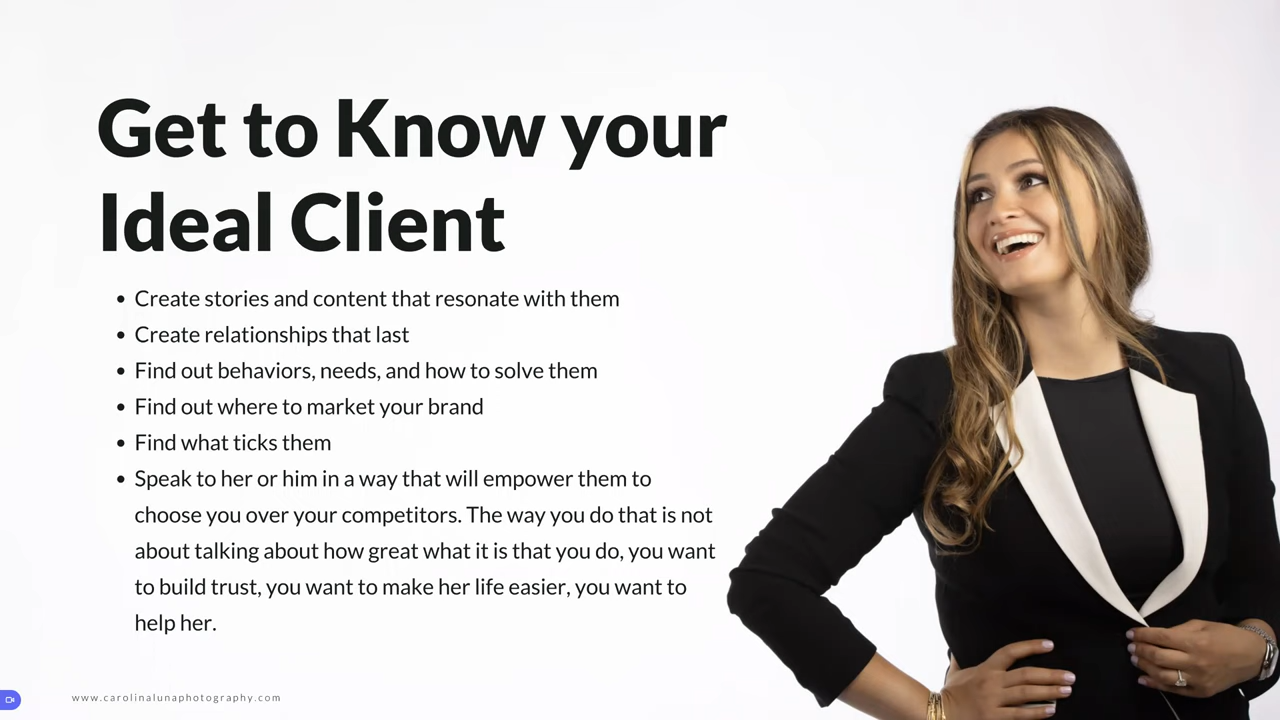 Get to Know your
Ideal Client
• Create stories and content that resonate with them
• Create relationships that last
• Find out behaviors, needs, and how to solve them
• Find out where to market your brand
• Find what ticks them
• Speak to her or him in a way that will empower them to
choose you over your competitors. The way you do that is not
about talking about how great what it is that you do, you want
to build trust, you want to make her life easier, you want to
help her.
www.carolinalunaphotography.com